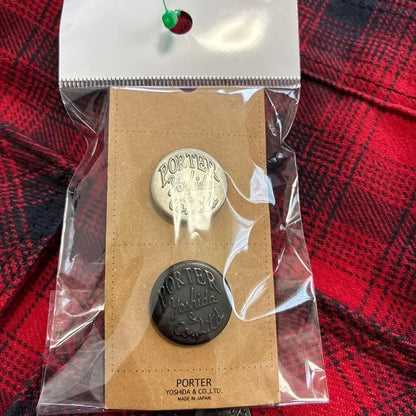 PORTER
Yoshida
& Co., Ltd
PORTER
Yoshida
&
Co., Ltd
PORTER
YOSHIDA & CO.,LTD.
MADE IN JAPAN